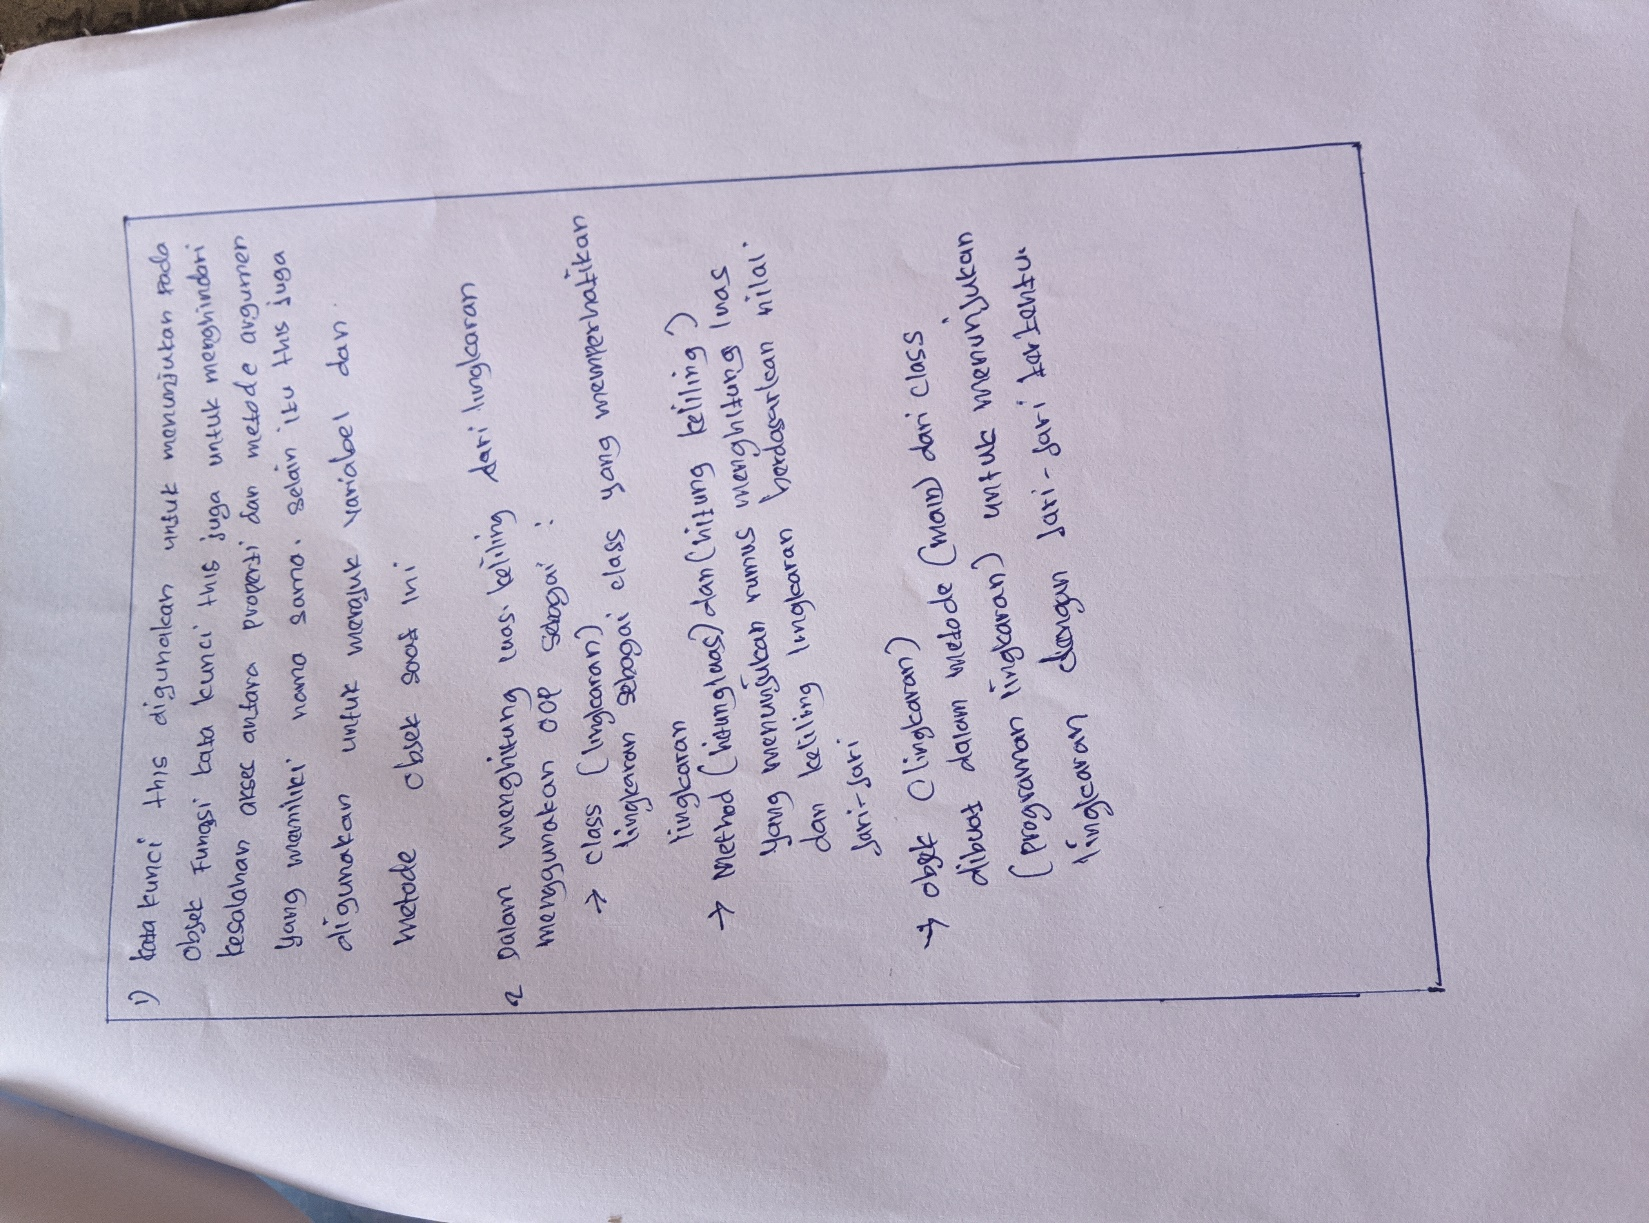 1) kata kunci this digunakan untuk menunjukan pada
objek Fungsi kata kunci this juga untuk menghindari
kesalahan akses antara properti dan metode argumen
yang memiliki nama sama. selain itu this juga
digunakan untuk merujuk variabel dan
metode objek saat ini
2 Dalam menghitung luas, keliling dari lingkaran
menggunakan OOP sebagai :
→ class (lingkaran)
lingkaran sebagai class yang memperhatikan
lingkaran
→ Method (hitungluas) dan (hitung keliling)
yang menunjukan rumus menghitung luas
dan keliling lingkaran berdasarkan nilai.
jari-jari
→ objek (lingkaran)
dibuat dalam metode (main) dari class
(program lingkaran) untuk menunjukan
lingkaran dengan jari-jari tertentu.